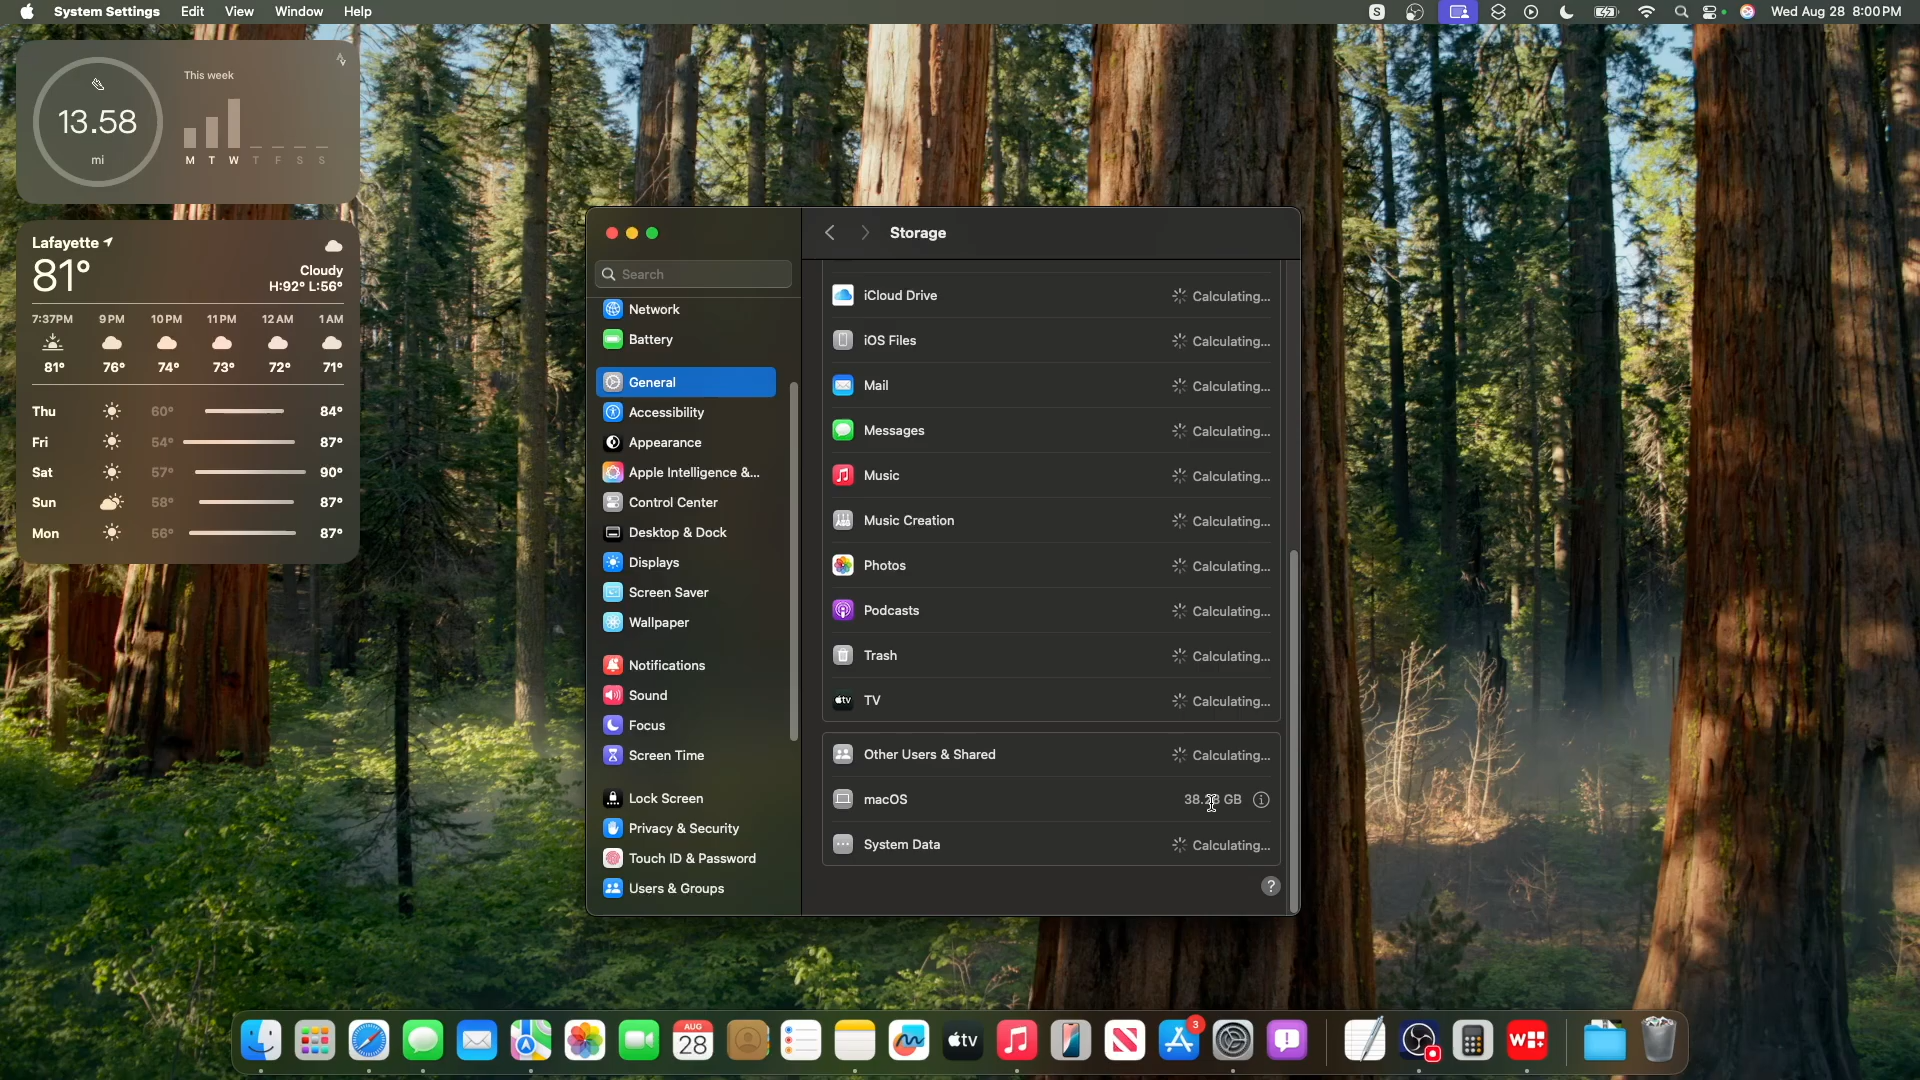 System Settings Edit View Window Help
S
Wed Aug 28 8:00 PM
13.58
mi
This week
M T W T F S S
Lafayette
81°
Cloudy
H:92° L:56°
7:37PM 9PM 10PM 11PM 12AM 1AM
81° 76° 74° 73° 72° 71°
Thu 60° 84°
Fri 54° 87°
Sat 57° 90°
Sun 58° 87°
Mon 56° 87°
Search
Network
Battery
General
Accessibility
Appearance
Apple Intelligence &...
Control Center
Desktop & Dock
Displays
Screen Saver
Wallpaper
Notifications
Sound
Focus
Screen Time
Lock Screen
Privacy & Security
Touch ID & Password
Users & Groups
Storage
iCloud Drive Calculating...
iOS Files Calculating...
Mail Calculating...
Messages Calculating...
Music Calculating...
Music Creation Calculating...
Photos Calculating...
Podcasts Calculating...
Trash Calculating...
tv TV Calculating...
Other Users & Shared Calculating...
macOS GB
System Data Calculating...
?
AUG
28
tv
3